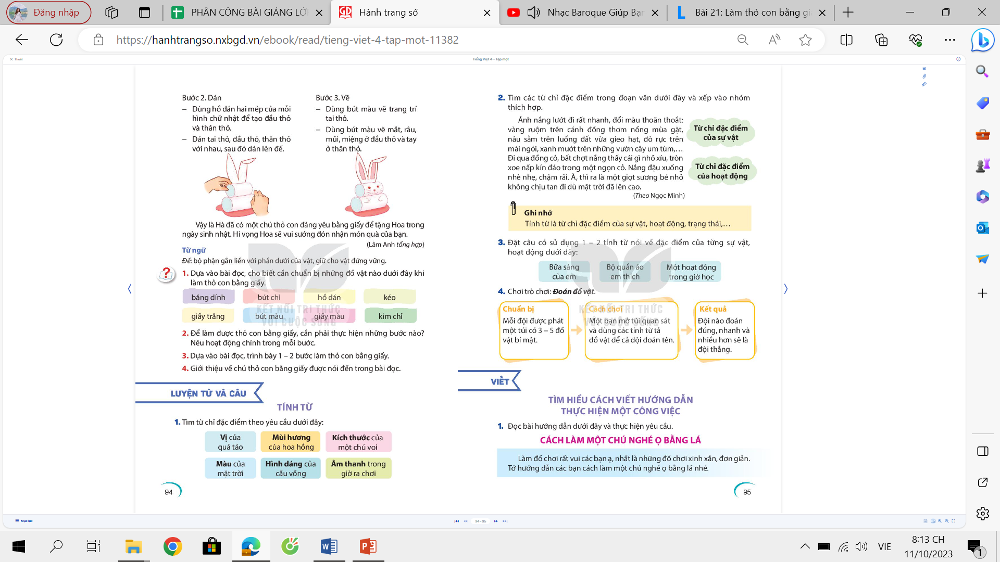 Đăng nhập
PHÂN CÔNG BÀI GIẢNG LỚI
Hành trang số
Nhạc Baroque Giúp Bạn
Bài 21: Làm thỏ con bằng gi
https://hanhtrangso.nxbgd.vn/ebook/read/tieng-viet-4-tap-mot-11382
Thoát
Tiếng Việt 4 - Tập một
Bước 2. Dán
– Dùng hồ dán hai mép của mỗi
hình chữ nhật để tạo đầu thỏ
và thân thỏ.
– Dán tai thỏ, đầu thỏ, thân thỏ
với nhau, sau đó dán lên đế.
Bước 3. Vẽ
– Dùng bút màu vẽ trang trí
tai thỏ.
– Dùng bút màu vẽ mắt, râu,
mũi, miệng ở đầu thỏ và tay
ở thân thỏ.
Vậy là Hà đã có một chú thỏ con đáng yêu bằng giấy để tặng Hoa trong
ngày sinh nhật. Hi vọng Hoa sẽ vui sướng đón nhận món quà của bạn.
(Lâm Anh tổng hợp)
Từ ngữ
Đế: bộ phận gắn liền với phần dưới của vật, giữ cho vật đứng vững.
1. Dựa vào bài đọc, cho biết cần chuẩn bị những đồ vật nào dưới đây khi
làm thỏ con bằng giấy.
băng dính
bút chì
hồ dán
kéo
giấy trắng
bút màu
giấy màu
kim chỉ
KẾT NỐI TRI THỨC
VỚI CUỘC SỐNG
2. Để làm được thỏ con bằng giấy, cần phải thực hiện những bước nào?
Nêu hoạt động chính trong mỗi bước.
3. Dựa vào bài đọc, trình bày 1 – 2 bước làm thỏ con bằng giấy.
4. Giới thiệu về chú thỏ con bằng giấy được nói đến trong bài đọc.
LUYỆN TỪ VÀ CÂU
TÍNH TỪ
1. Tìm từ chỉ đặc điểm theo yêu cầu dưới đây:
Vị của
quả táo
Mùi hương
của hoa hồng
Kích thước của
một chú voi
Màu của
mặt trời
Hình dáng của
cầu vồng
Âm thanh trong
giờ ra chơi
94
2. Tìm các từ chỉ đặc điểm trong đoạn văn dưới đây và xếp vào nhóm
thích hợp.
Ánh nắng lướt đi rất nhanh, đổi màu thoăn thoắt:
vàng ruộm trên cánh đồng thơm nồng mùa gặt,
nâu sẫm trên luống đất vừa gieo hạt, đỏ rực trên
mái ngói, xanh mướt trên những vườn cây um tùm,...
Đi qua đồng cỏ, bất chợt nắng thấy cái gì nhỏ xíu, tròn
xoe nấp kín đáo trong một ngọn cỏ. Nắng đậu xuống
nhè nhẹ, chậm rãi. À, thì ra là một giọt sương bé nhỏ
không chịu tan đi dù mặt trời đã lên cao.
(Theo Ngọc Minh)
Từ chỉ đặc điểm
của sự vật
Từ chỉ đặc điểm
của hoạt động
Ghi nhớ
Tính từ là từ chỉ đặc điểm của sự vật, hoạt động, trạng thái,...
3. Đặt câu có sử dụng 1 – 2 tính từ nói về đặc điểm của từng sự vật,
hoạt động dưới đây:
Bữa sáng
của em
Bộ quần áo
em thích
Một hoạt động
trong giờ học
4. Chơi trò chơi: Đoán đồ vật.
Chuẩn bị
Mỗi đội được phát
một túi có 3 – 5 đồ
vật bí mật.
Cách chơi
Một bạn mở túi quan sát
và dùng các tính từ tả
đồ vật để cả đội đoán tên.
Kết quả
Đội nào đoán
đúng, nhanh và
nhiều hơn sẽ là
đội thắng.
KẾT NỐI TRI THỨC
VỚI CUỘC SỐNG
VIẾT
TÌM HIỂU CÁCH VIẾT HƯỚNG DẪN
THỰC HIỆN MỘT CÔNG VIỆC
1. Đọc bài hướng dẫn dưới đây và thực hiện yêu cầu.
CÁCH LÀM MỘT CHÚ NGHÉ Ọ BẰNG LÁ
Làm đồ chơi rất vui các bạn ạ, nhất là những đồ chơi xinh xắn, đơn giản.
Tớ hướng dẫn các bạn cách làm một chú nghé ọ bằng lá nhé.
95
Mục lục
94 - 95
VIE
8:13 CH
11/10/2023
1